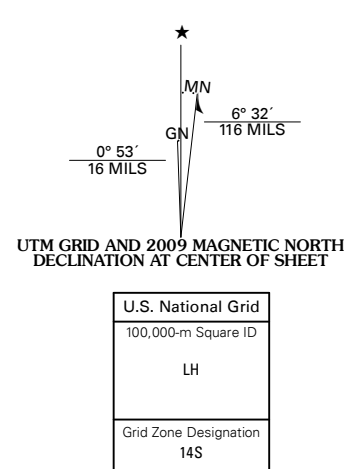 MN
6° 32´
116 MILS
GN
0° 53´
16 MILS
UTM GRID AND 2009 MAGNETIC NORTH
DECLINATION AT CENTER OF SHEET
U.S. National Grid
100,000-m Square ID
LH
Grid Zone Designation
14S